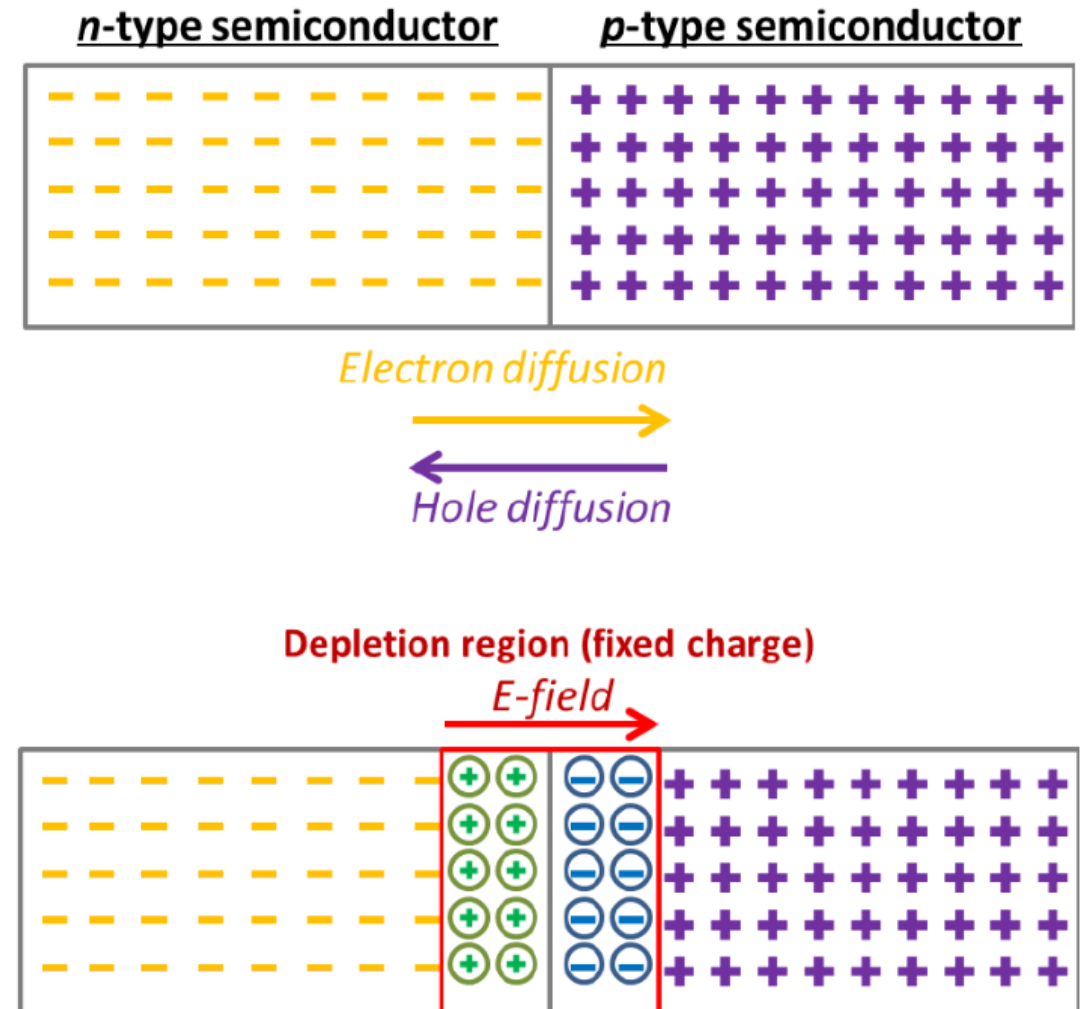 n-type semiconductor
p-type semiconductor
Electron diffusion
Hole diffusion
Depletion region (fixed charge)
E-field